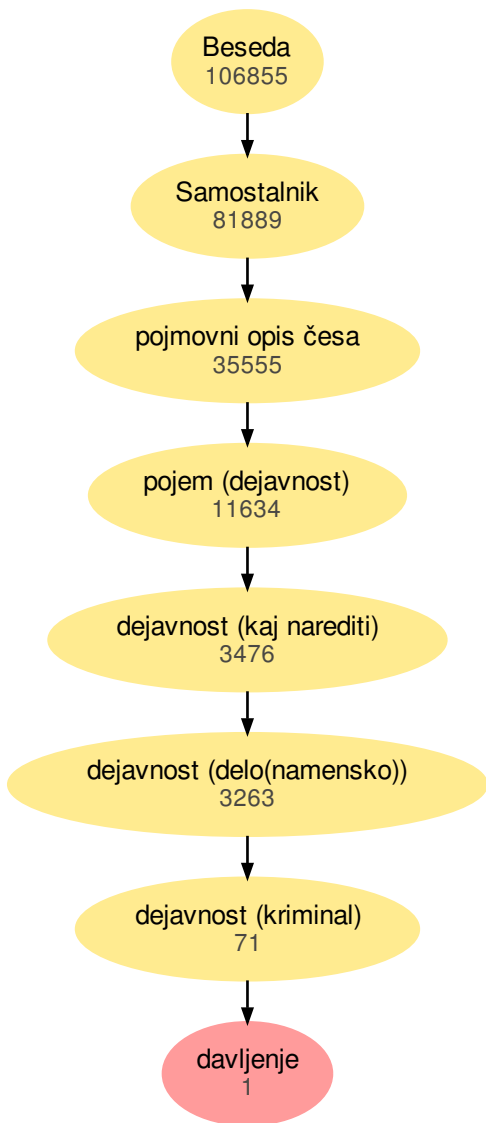 Beseda
106855
Samostalnik
81889
pojmovni opis česa
35555
pojem (dejavnost)
11634
dejavnost (kaj narediti)
3476
dejavnost (delo(namensko))
3263
dejavnost (kriminal)
71
davljenje
1